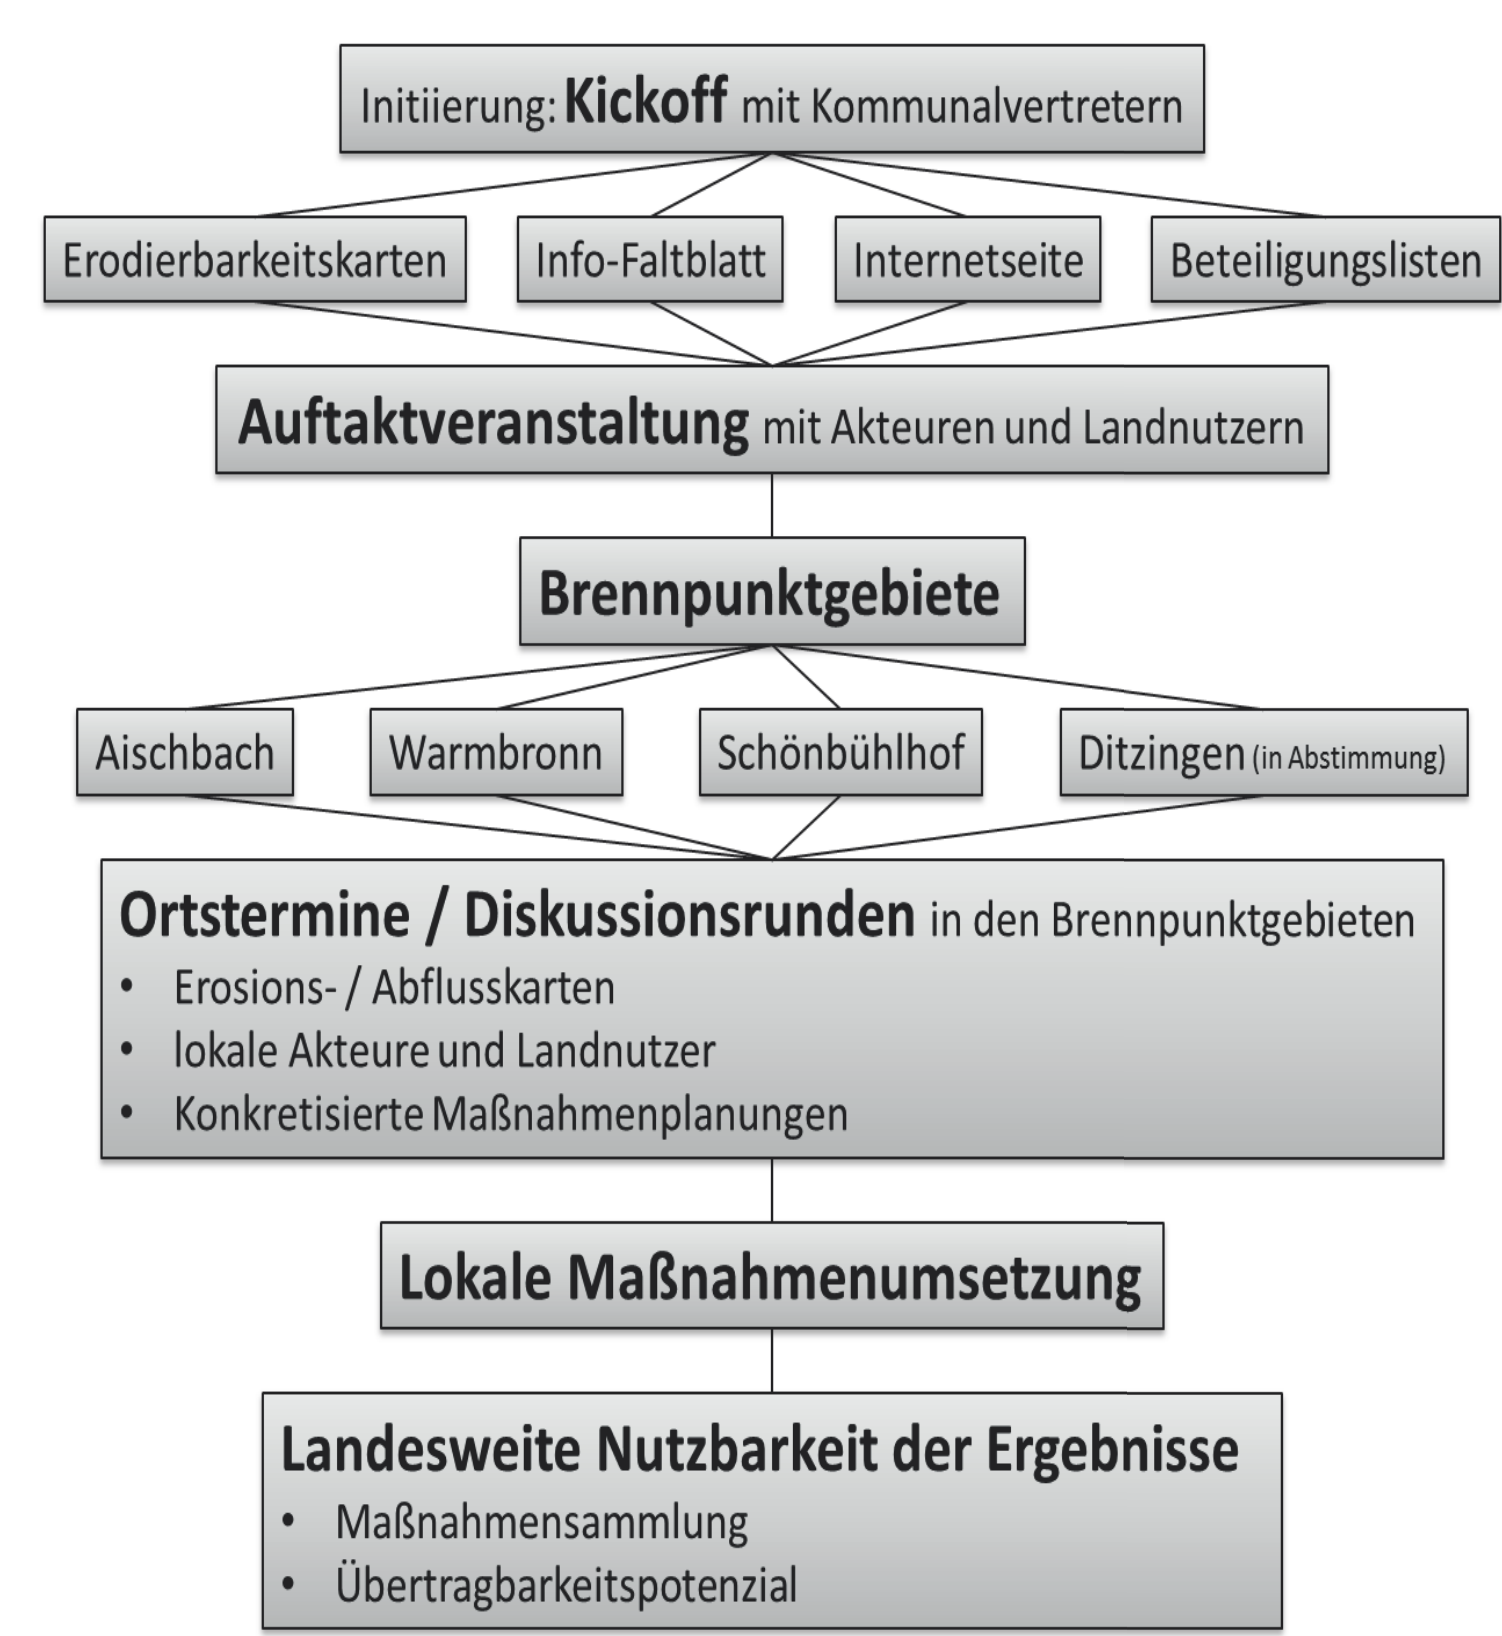 Initiierung: Kickoff mit Kommunalvertretern
Erodierbarkeitskarten
Info-Faltblatt
Internetseite
Beteiligungslisten
Auftaktveranstaltung mit Akteuren und Landnutzern
Brennpunktgebiete
Aischbach
Warmbronn
Schönbühlhof
Ditzingen (in Abstimmung)
Ortstermine / Diskussionsrunden in den Brennpunktgebieten
• Erosions- / Abflusskarten
• lokale Akteure und Landnutzer
• Konkretisierte Maßnahmenplanungen
Lokale Maßnahmenumsetzung
Landesweite Nutzbarkeit der Ergebnisse
• Maßnahmensammlung
• Übertragbarkeitspotenzial